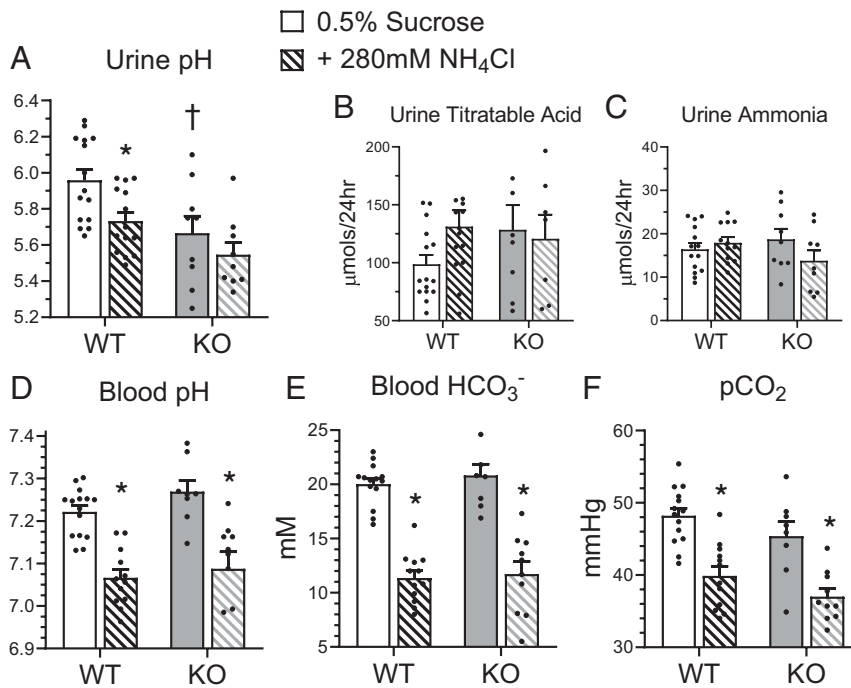 0.5% Sucrose
+ 280mM NH₄Cl
A
Urine pH
6.4
6.2
6.0
5.8
5.6
5.4
5.2
*
†
WT
KO
B
Urine Titratable Acid
μmols/24hr
200
150
100
50
WT
KO
C
Urine Ammonia
μmols/24hr
40
30
20
10
0
WT
KO
D
Blood pH
7.4
7.3
7.2
7.1
7.0
6.9
*
*
WT
KO
E
Blood HCO₃⁻
mM
25
20
15
10
5
*
*
WT
KO
F
pCO₂
mmHg
60
50
40
30
*
*
WT
KO